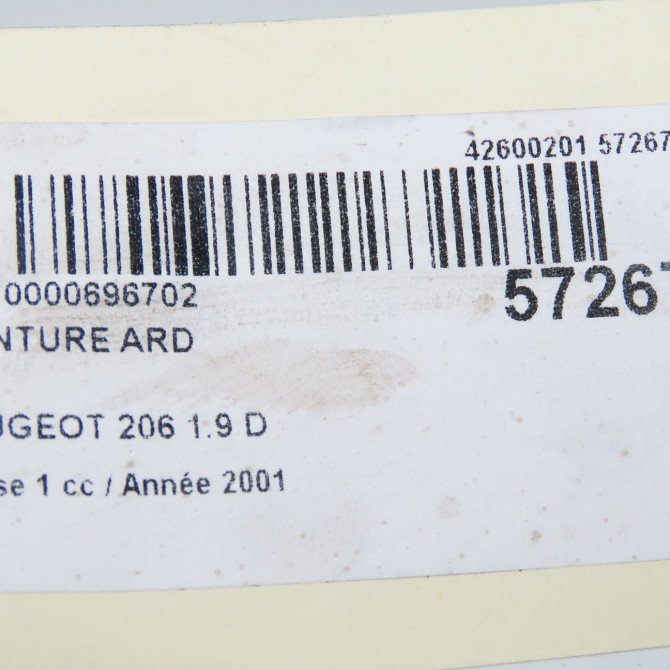 42600201 57267
0000696702
57267
NTURE ARD
UGEOT 206 1.9 D
se 1 cc / Année 2001